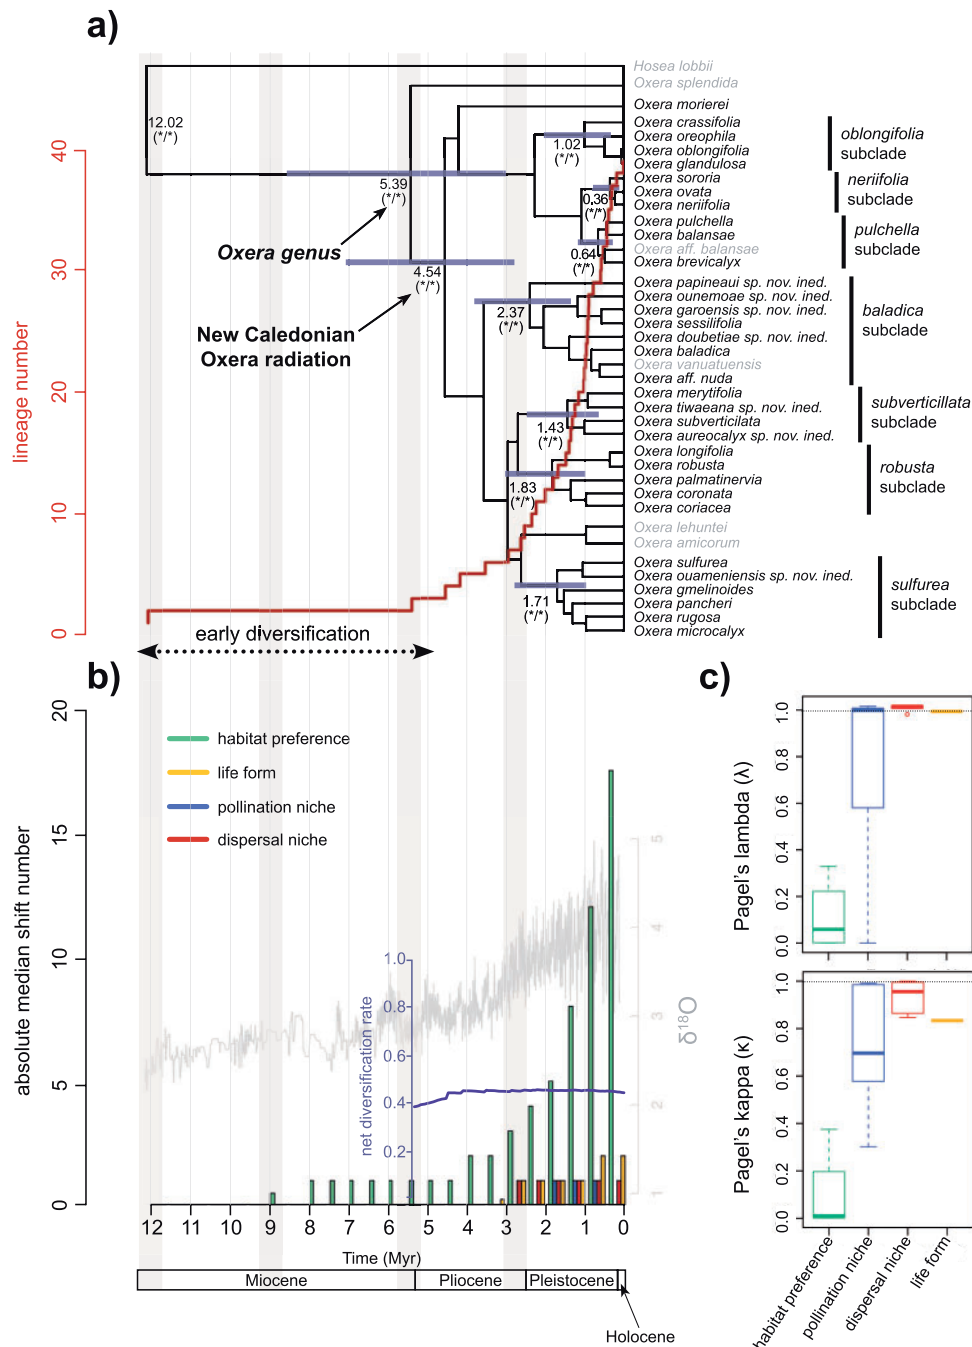 a)
Hosea lobbii
Oxera splendida
Oxera morierei
Oxera crassifolia
Oxera oreophila
Oxera oblongifolia
Oxera glandulosa
Oxera sororia
Oxera ovata
Oxera neriifolia
Oxera pulchella
Oxera balansae
Oxera aff. balansae
Oxera brevicalyx
Oxera papineaui sp. nov. ined.
Oxera ounemoae sp. nov. ined.
Oxera garoensis sp. nov. ined.
Oxera sessilifolia
Oxera doubetiae sp. nov. ined.
Oxera baladica
Oxera vanuatuensis
Oxera aff. nuda
Oxera merytifolia
Oxera tiwaeana sp. nov. ined.
Oxera subverticilata
Oxera aureocalyx sp. nov. ined.
Oxera longifolia
Oxera robusta
Oxera palmatinervia
Oxera coronata
Oxera coriacea
Oxera lehuntei
Oxera amicorum
Oxera sulfurea
Oxera ouameniensis sp. nov. ined.
Oxera gmelinoides
Oxera pancheri
Oxera rugosa
Oxera microcalyx
oblongifolia
subclade
neriifolia
subclade
pulchella
subclade
baladica
subclade
subverticillata
subclade
robusta
subclade
sulfurea
subclade
12.02
(*/*)
5.39
(*/*)
4.54
(*/*)
1.02
(*/*)
0.36
(*/*)
0.64
(*/*)
2.37
(*/*)
1.43
(*/*)
1.83
(*/*)
1.71
(*/*)
Oxera genus
New Caledonian
Oxera radiation
lineage number
40
30
20
10
0
early diversification
b)
absolute median shift number
20
15
10
5
0
habitat preference
life form
pollination niche
dispersal niche
net diversification rate
1.0
0.8
0.6
0.4
0.2
δ18O
5
4
3
2
1
12 11 10 9 8 7 6 5 4 3 2 1 0
Time (Myr)
Miocene Pliocene Pleistocene
Holocene
c)
Pagel's lambda (λ)
1.0
0.8
0.6
0.4
0.2
0.0
Pagel's kappa (κ)
1.0
0.8
0.6
0.4
0.2
0.0
habitat preference
pollination niche
dispersal niche
life form